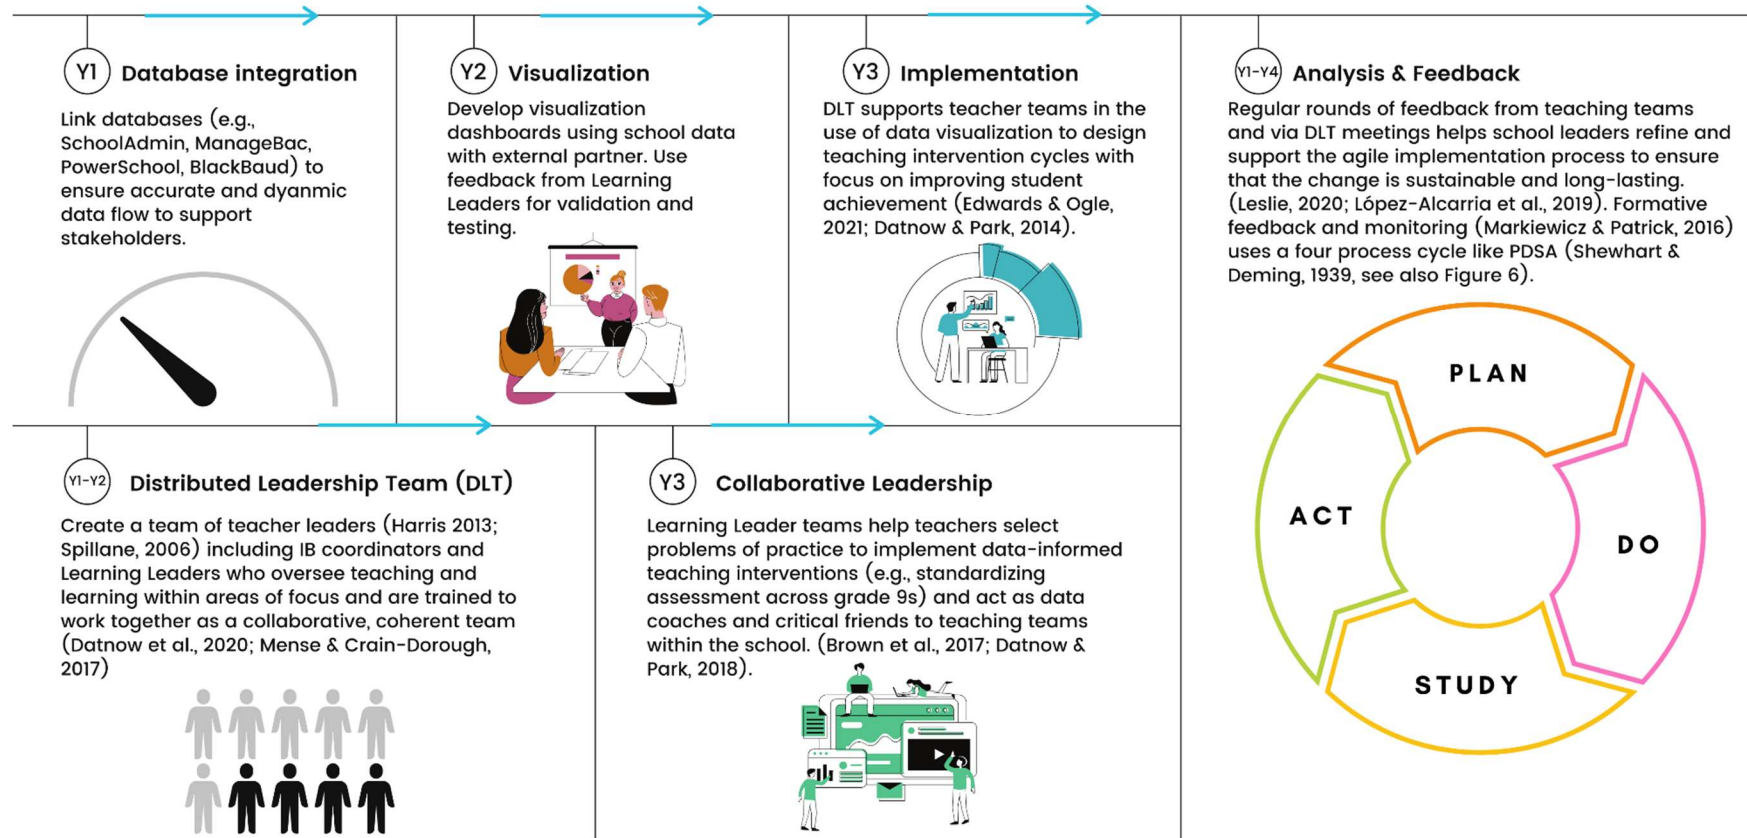 Y1 Database integration
Link databases (e.g.,
SchoolAdmin, ManageBac,
PowerSchool, BlackBaud) to
ensure accurate and dyanmic
data flow to support
stakeholders.
Y2 Visualization
Develop visualization
dashboards using school data
with external partner. Use
feedback from Learning
Leaders for validation and
testing.
Y3 Implementation
DLT supports teacher teams in the
use of data visualization to design
teaching intervention cycles with
focus on improving student
achievement (Edwards & Ogle,
2021; Datnow & Park, 2014).
Y1-Y4 Analysis & Feedback
Regular rounds of feedback from teaching teams
and via DLT meetings helps school leaders refine and
support the agile implementation process to ensure
that the change is sustainable and long-lasting.
(Leslie, 2020; López-Alcarria et al., 2019). Formative
feedback and monitoring (Markiewicz & Patrick, 2016)
uses a four process cycle like PDSA (Shewhart &
Deming, 1939, see also Figure 6).
PLAN
DO
STUDY
ACT
Y1-Y2 Distributed Leadership Team (DLT)
Create a team of teacher leaders (Harris 2013;
Spillane, 2006) including IB coordinators and
Learning Leaders who oversee teaching and
learning within areas of focus and are trained to
work together as a collaborative, coherent team
(Datnow et al., 2020; Mense & Crain-Dorough,
2017)
Y3 Collaborative Leadership
Learning Leader teams help teachers select
problems of practice to implement data-informed
teaching interventions (e.g., standardizing
assessment across grade 9s) and act as data
coaches and critical friends to teaching teams
within the school. (Brown et al., 2017; Datnow &
Park, 2018).